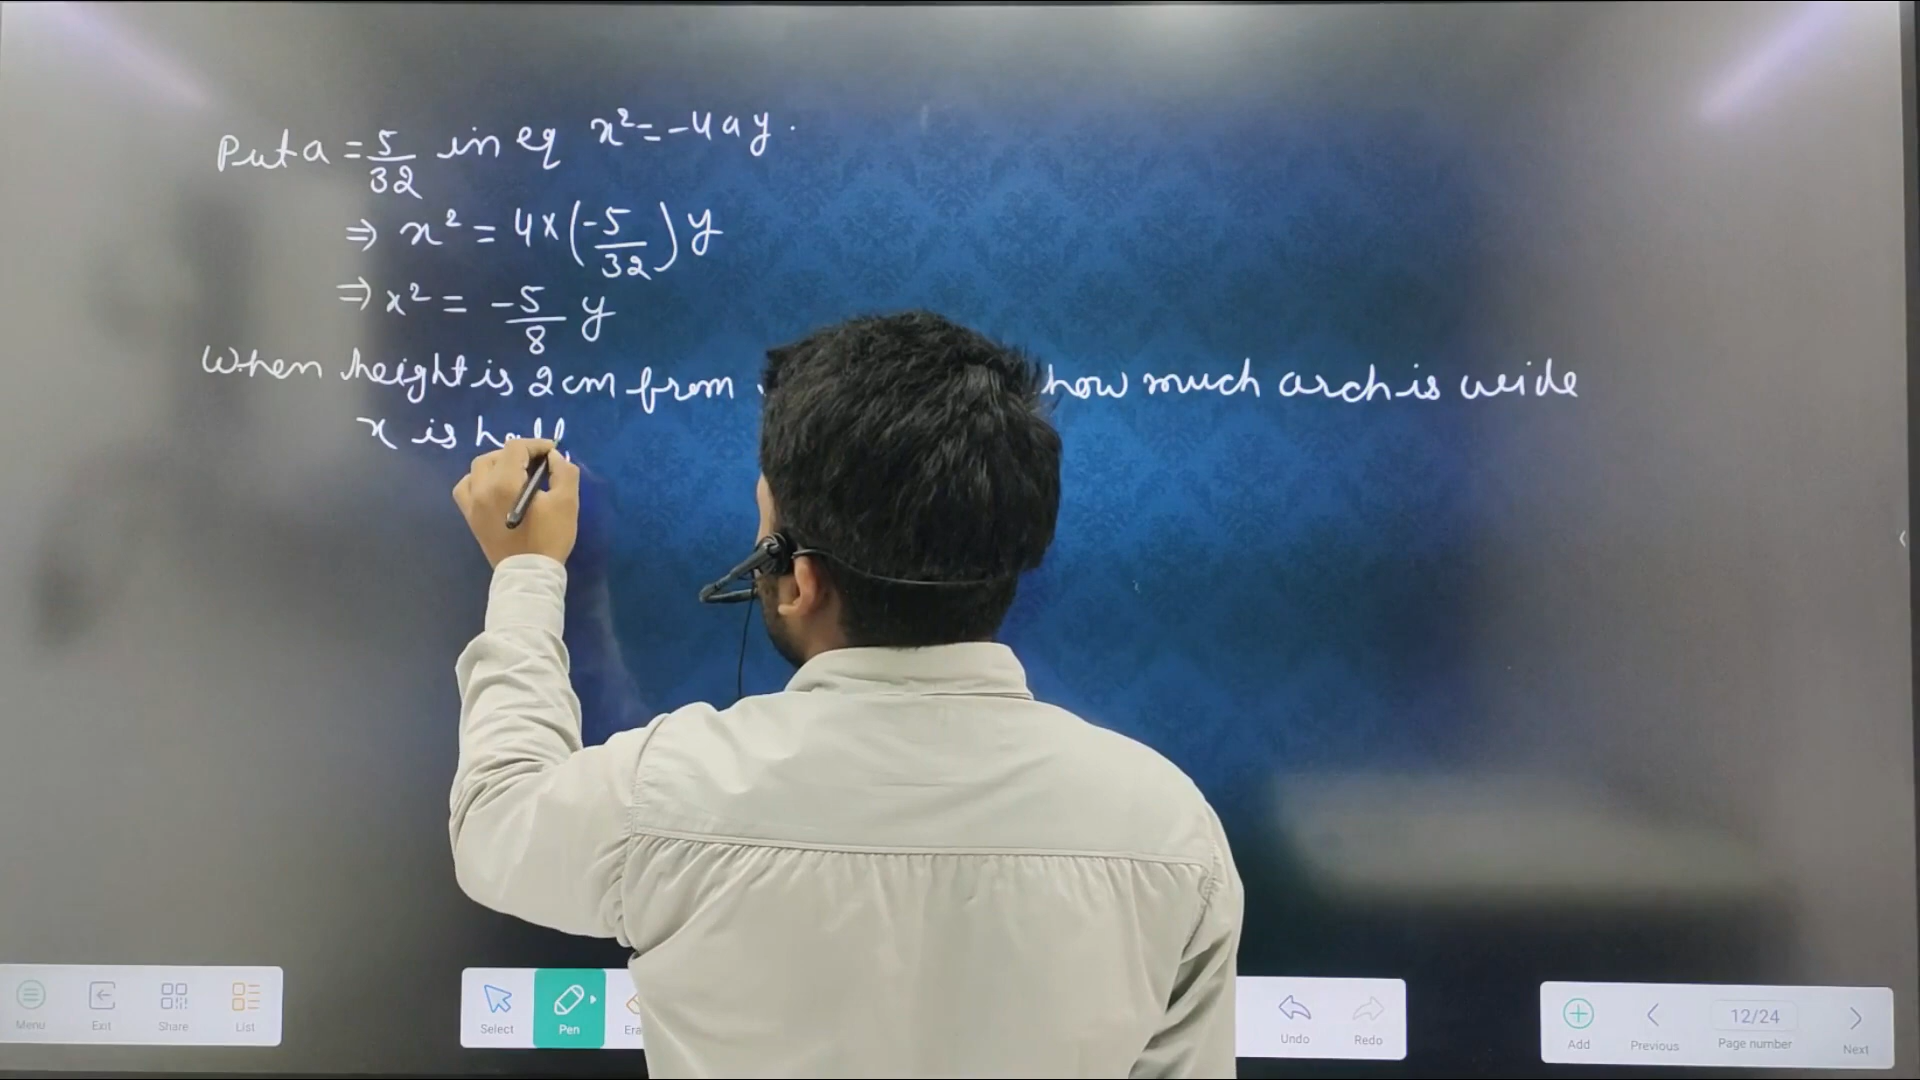 Put a = 5/32 in eq x² = -4ay.
⇒ x² = 4×(-5/32)y
⇒ x² = -5/8 y
When height is 2cm from how much arch is wide
x is half
Menu
Exit
Share
List
Select
Pen
Undo
Redo
Add
Previous
12/24
Page number
Next